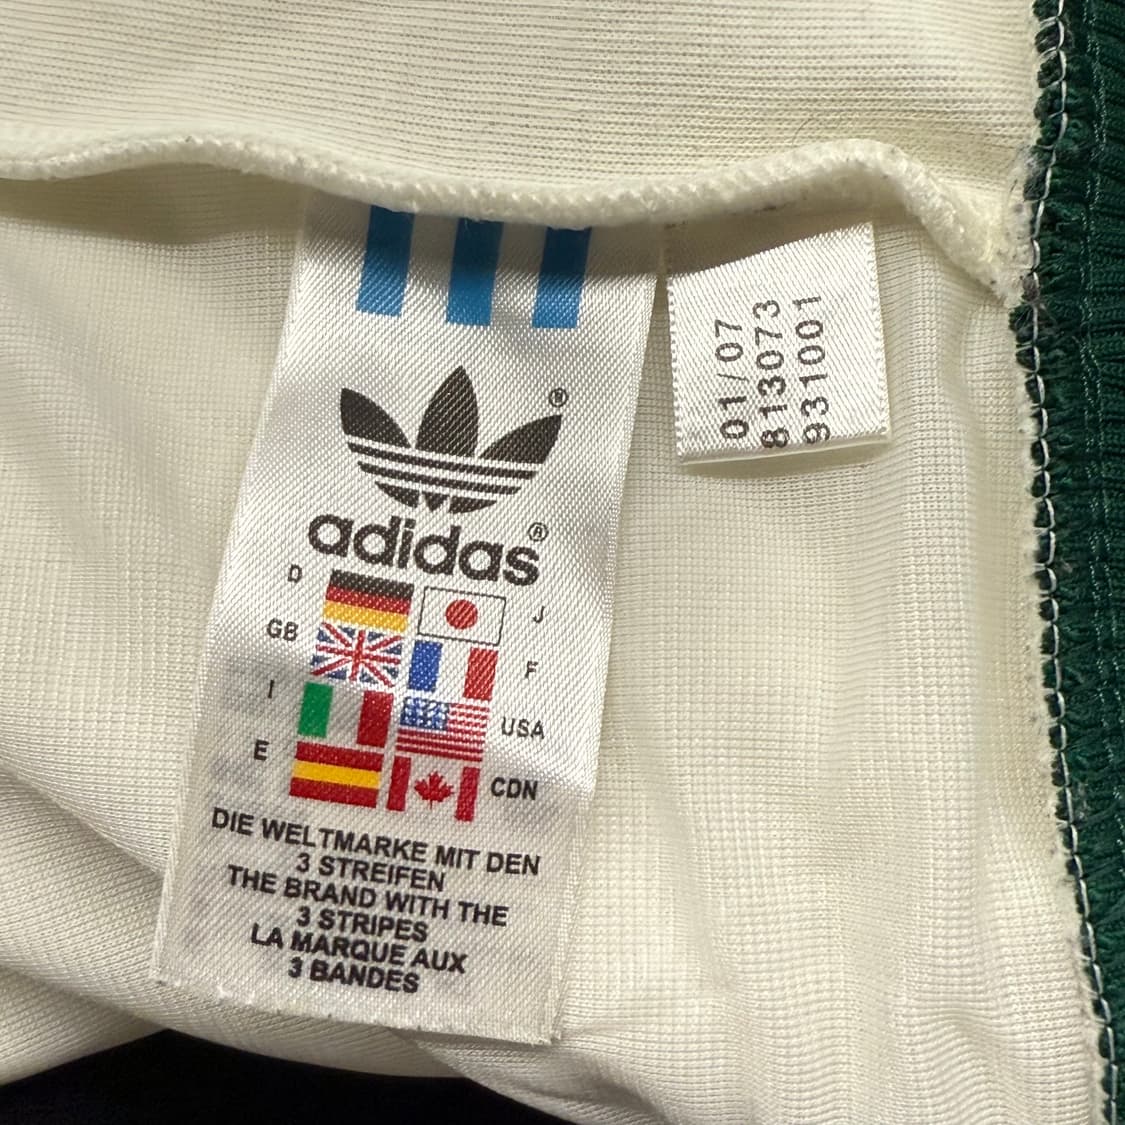 01/07
813073
931001
®
adidas®
D
J
GB
F
I
USA
E
CDN
DIE WELTMARKE MIT DEN
3 STREIFEN
THE BRAND WITH THE
3 STRIPES
LA MARQUE AUX
3 BANDES